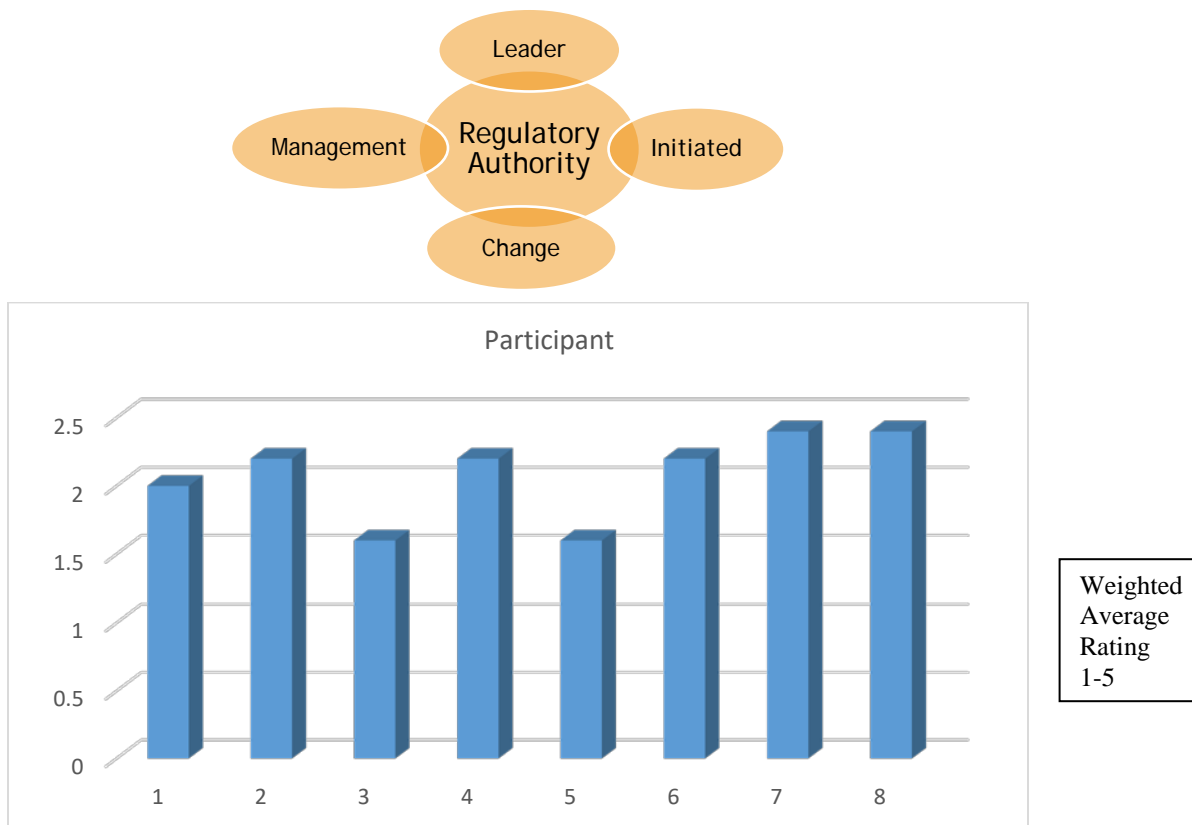 Leader
Management
Regulatory
Authority
Initiated
Change
Participant
2.5
2
1.5
1
0.5
0
1 2 3 4 5 6 7 8
Weighted
Average
Rating
1-5